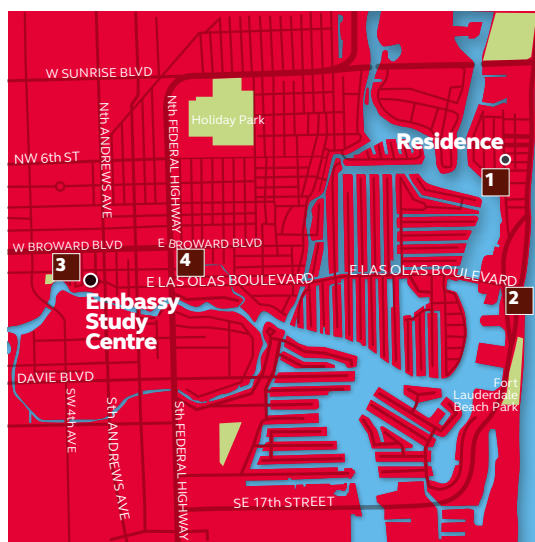 W SUNRISE BLVD
Nth ANDREWS AVE
Nth FEDERAL HIGHWAY
Holiday Park
Residence
1
NW 6th ST
W BROWARD BLVD
E BROWARD BLVD
3
4
E LAS OLAS BOULEVARD
E LAS OLAS BOULEVARD
2
Embassy
Study
Centre
DAVIE BLVD
SW 4th AVE
Sth ANDREWS AVE
Sth FEDERAL HIGHWAY
Fort
Lauderdale
Beach Park
SE 17th STREET